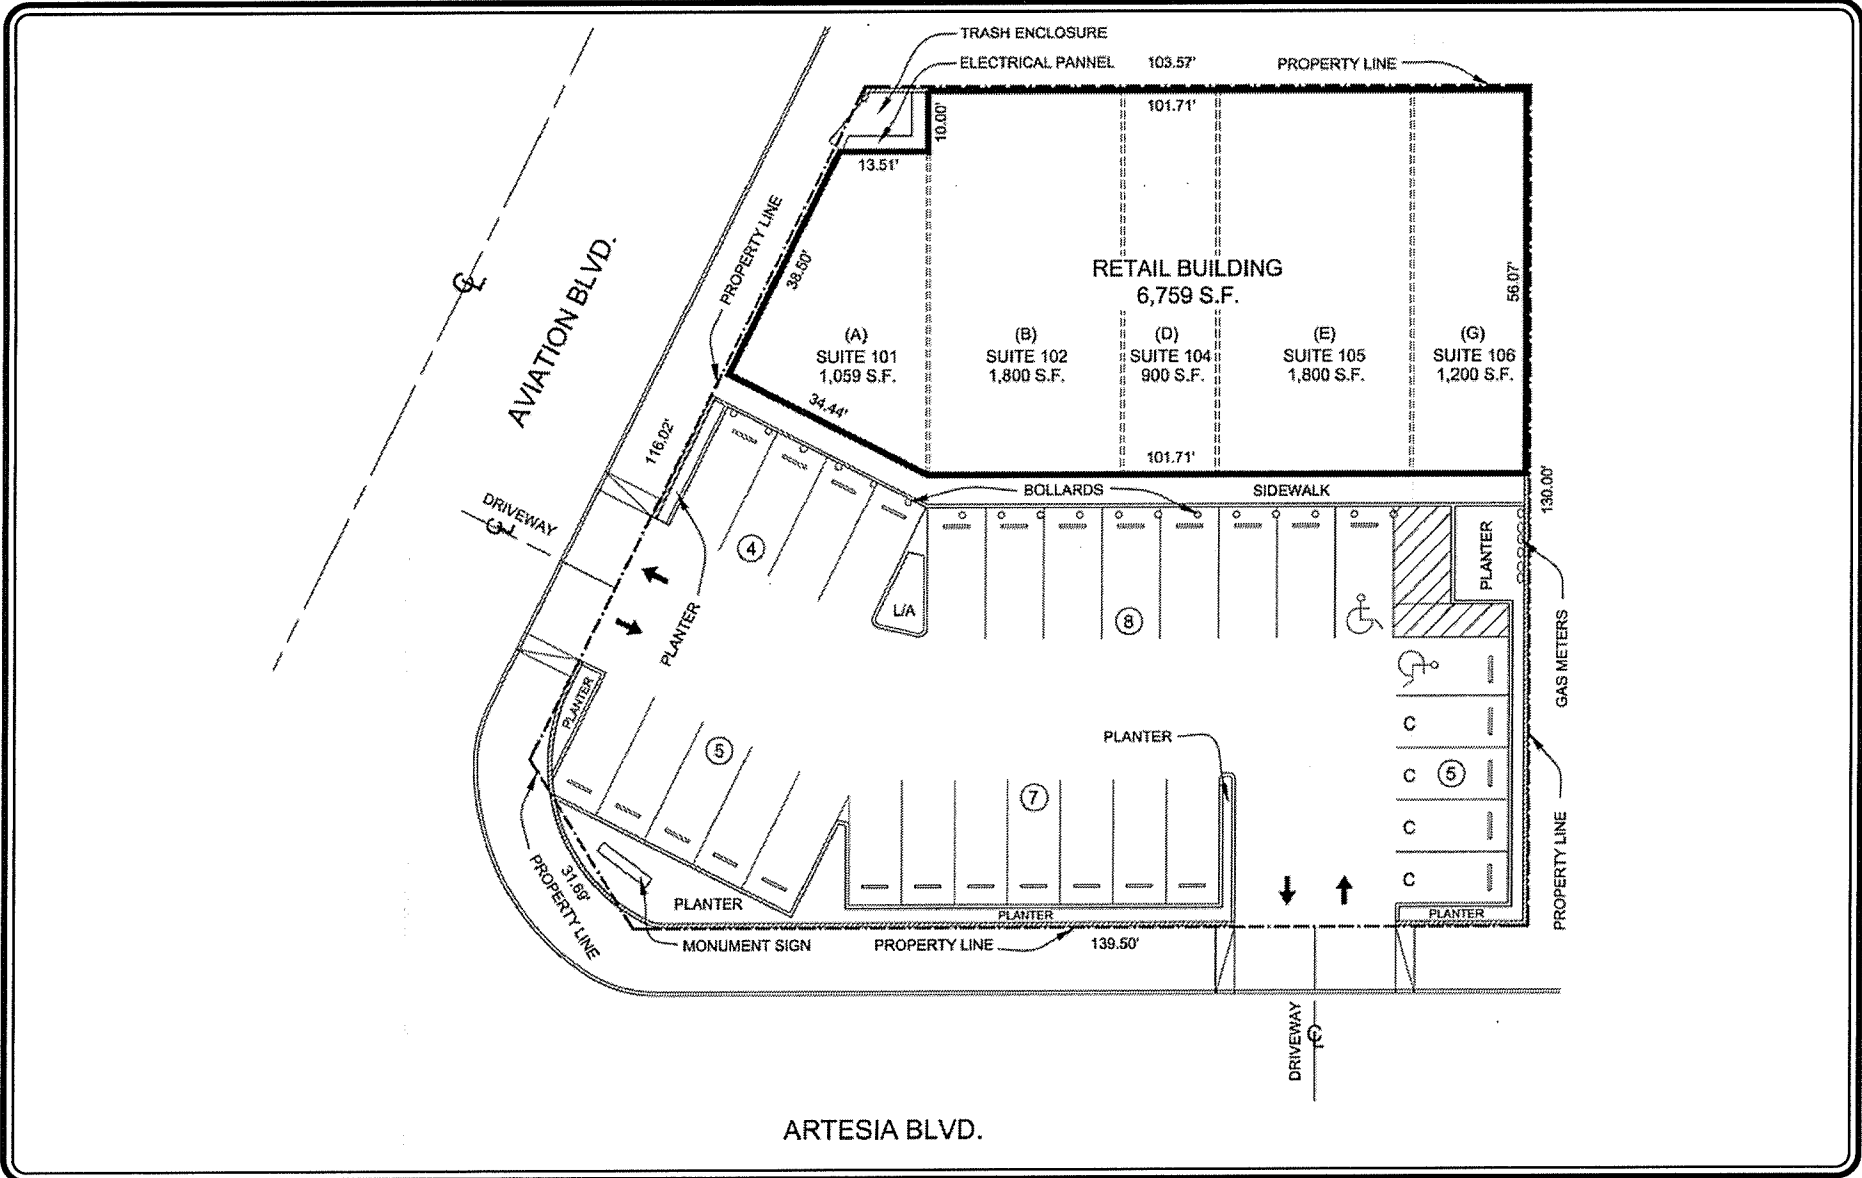 TRASH ENCLOSURE
ELECTRICAL PANNEL
103.57'
PROPERTY LINE
101.71'
10.00'
13.51'
PROPERTY LINE
38.50'
AVIATION BLVD.
RETAIL BUILDING
6,759 S.F.
56.07'
(A)
SUITE 101
1,059 S.F.
(B)
SUITE 102
1,800 S.F.
(D)
SUITE 104
900 S.F.
(E)
SUITE 105
1,800 S.F.
(G)
SUITE 106
1,200 S.F.
34.44'
116.02'
101.71'
BOLLARDS
SIDEWALK
130.00'
DRIVEWAY
4
PLANTER
L/A
8
PLANTER
GAS METERS
PLANTER
5
PLANTER
7
C
C
5
C
C
PROPERTY LINE
31.69'
PROPERTY LINE
PLANTER
MONUMENT SIGN
PLANTER
PROPERTY LINE
139.50'
PLANTER
DRIVEWAY
ARTESIA BLVD.